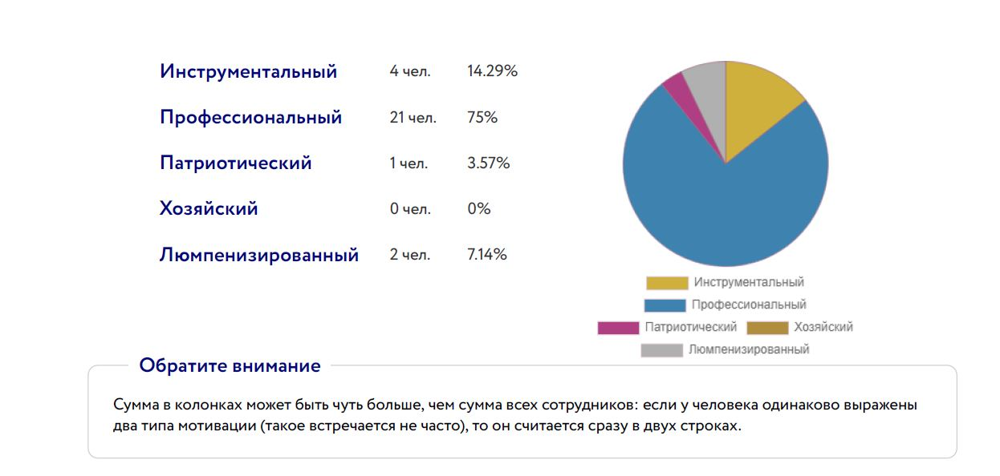 Инструментальный 4 чел. 14.29%
Профессиональный 21 чел. 75%
Патриотический 1 чел. 3.57%
Хозяйский 0 чел. 0%
Люмпенизированный 2 чел. 7.14%
Инструментальный
Профессиональный
Патриотический Хозяйский
Люмпенизированный
Обратите внимание
Сумма в колонках может быть чуть больше, чем сумма всех сотрудников: если у человека одинаково выражены
два типа мотивации (такое встречается не часто), то он считается сразу в двух строках.